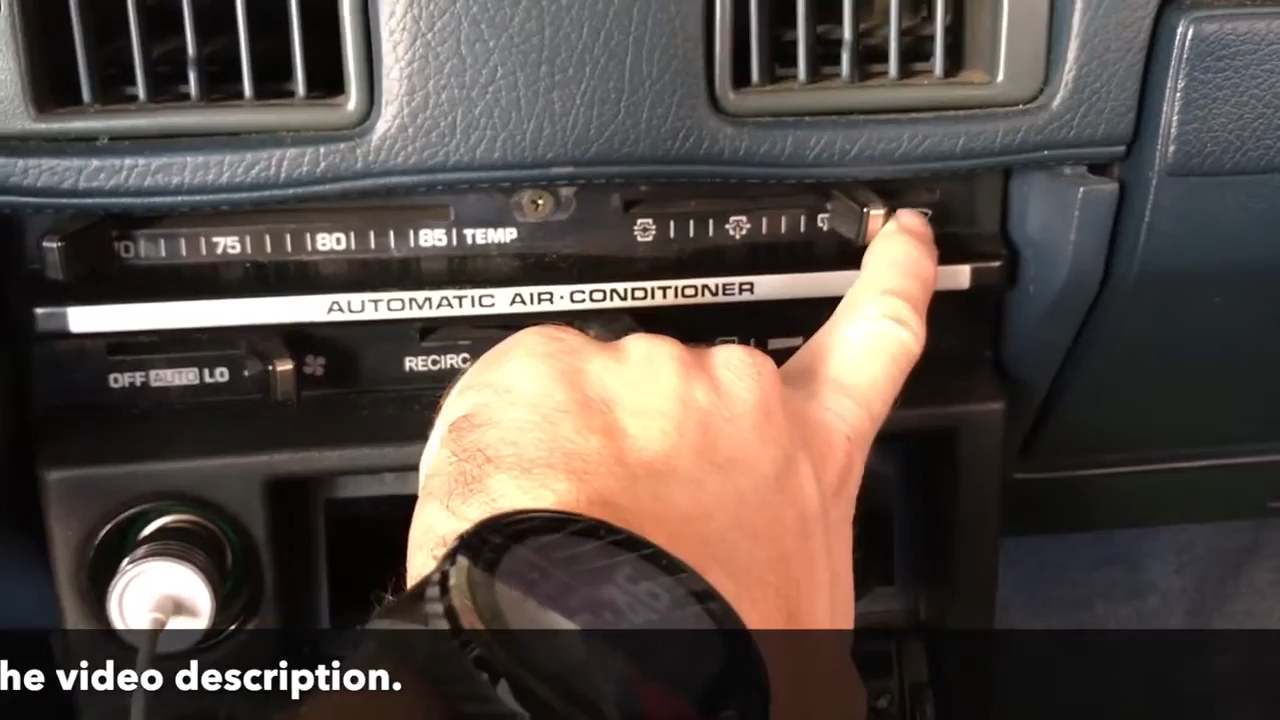 75 80 85 TEMP
AUTOMATIC AIR·CONDITIONER
OFF AUTO LO
RECIRC
he video description.